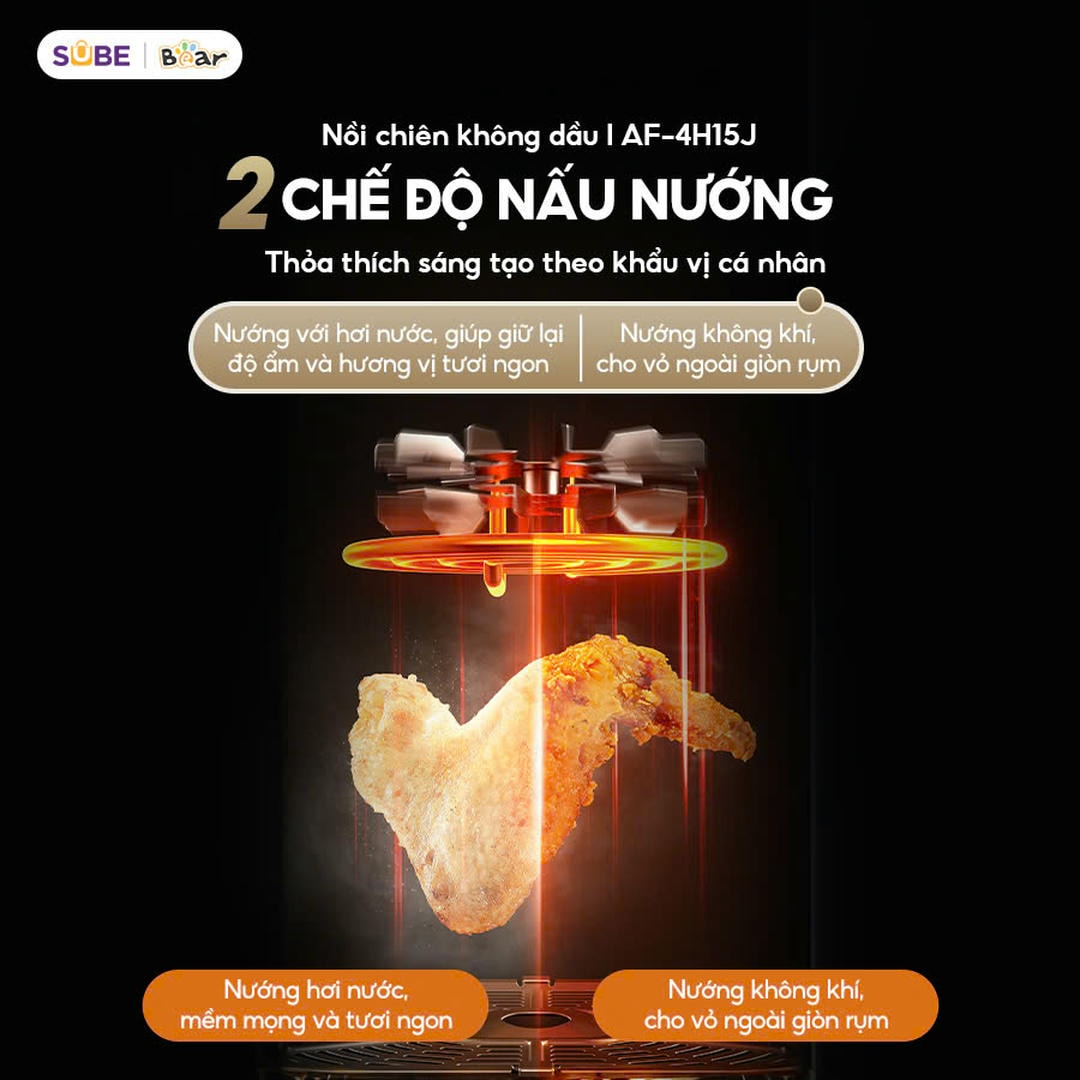 SUBE | Bear
Nồi chiên không dầu | AF-4H15J
2 CHẾ ĐỘ NẤU NƯỚNG
Thỏa thích sáng tạo theo khẩu vị cá nhân
Nướng với hơi nước, giúp giữ lại
độ ẩm và hương vị tươi ngon
Nướng không khí,
cho vỏ ngoài giòn rụm
Nướng hơi nước,
mềm mọng và tươi ngon
Nướng không khí,
cho vỏ ngoài giòn rụm